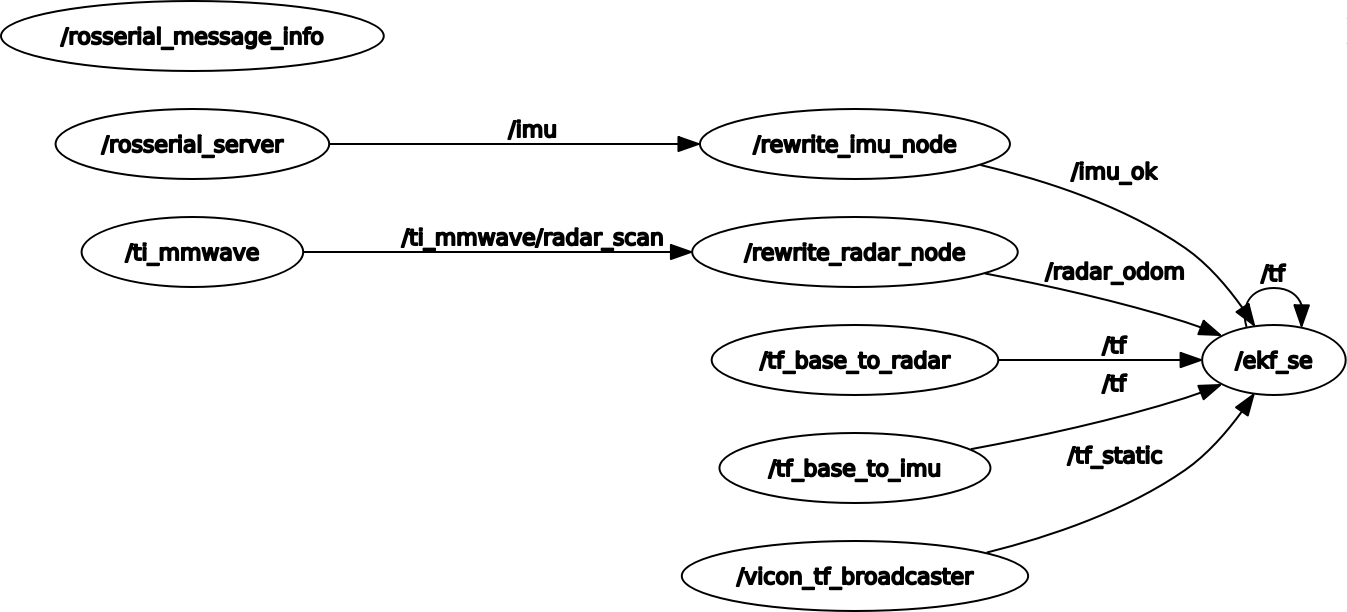 /rosserial_message_info
/rosserial_server
/imu
/rewrite_imu_node
/imu_ok
/ti_mmwave
/ti_mmwave/radar_scan
/rewrite_radar_node
/radar_odom
/tf
/tf_base_to_radar
/tf
/ekf_se
/tf
/tf_base_to_imu
/tf_static
/vicon_tf_broadcaster